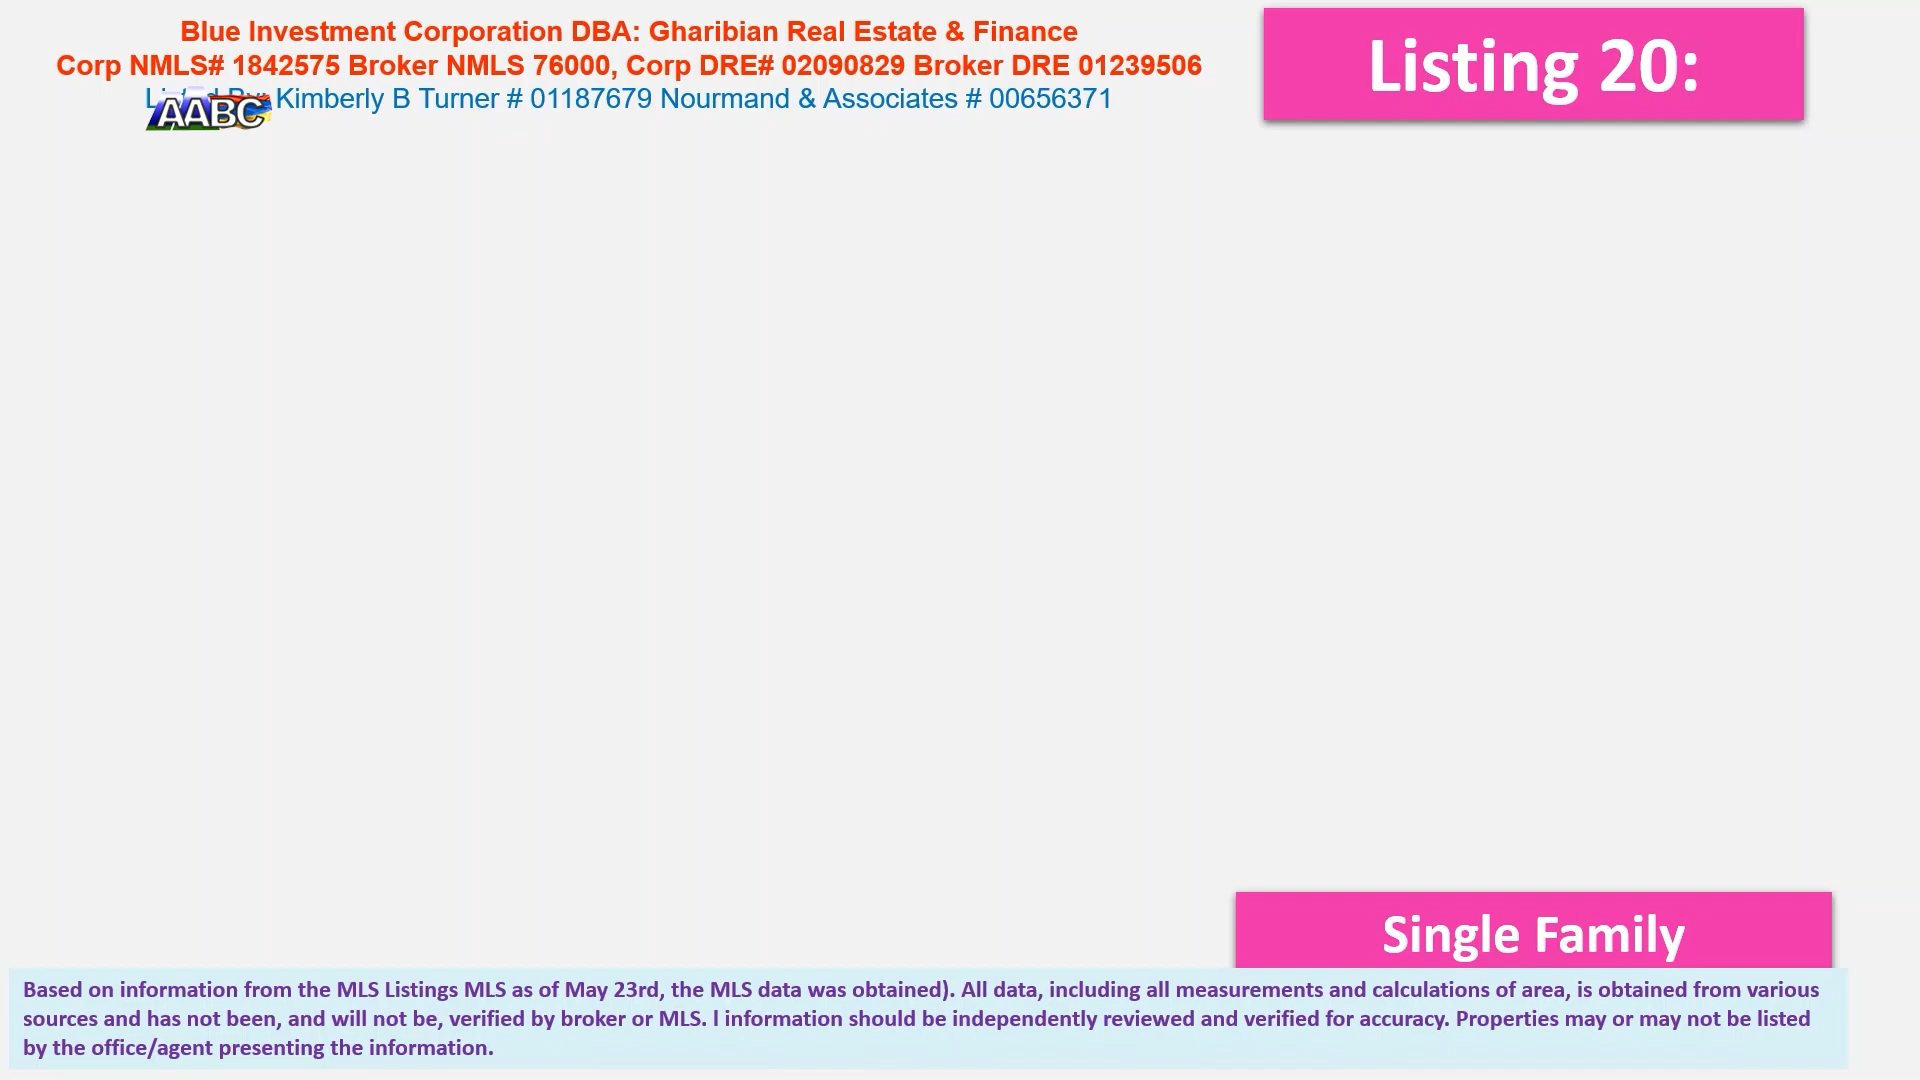 Blue Investment Corporation DBA: Gharibian Real Estate & Finance
Corp NMLS# 1842575 Broker NMLS 76000, Corp DRE# 02090829 Broker DRE 01239506
Kimberly B Turner # 01187679 Nourmand & Associates # 00656371
AABC
Listing 20:
Single Family
Based on information from the MLS Listings MLS as of May 23rd, the MLS data was obtained). All data, including all measurements and calculations of area, is obtained from various
sources and has not been, and will not be, verified by broker or MLS. l information should be independently reviewed and verified for accuracy. Properties may or may not be listed
by the office/agent presenting the information.